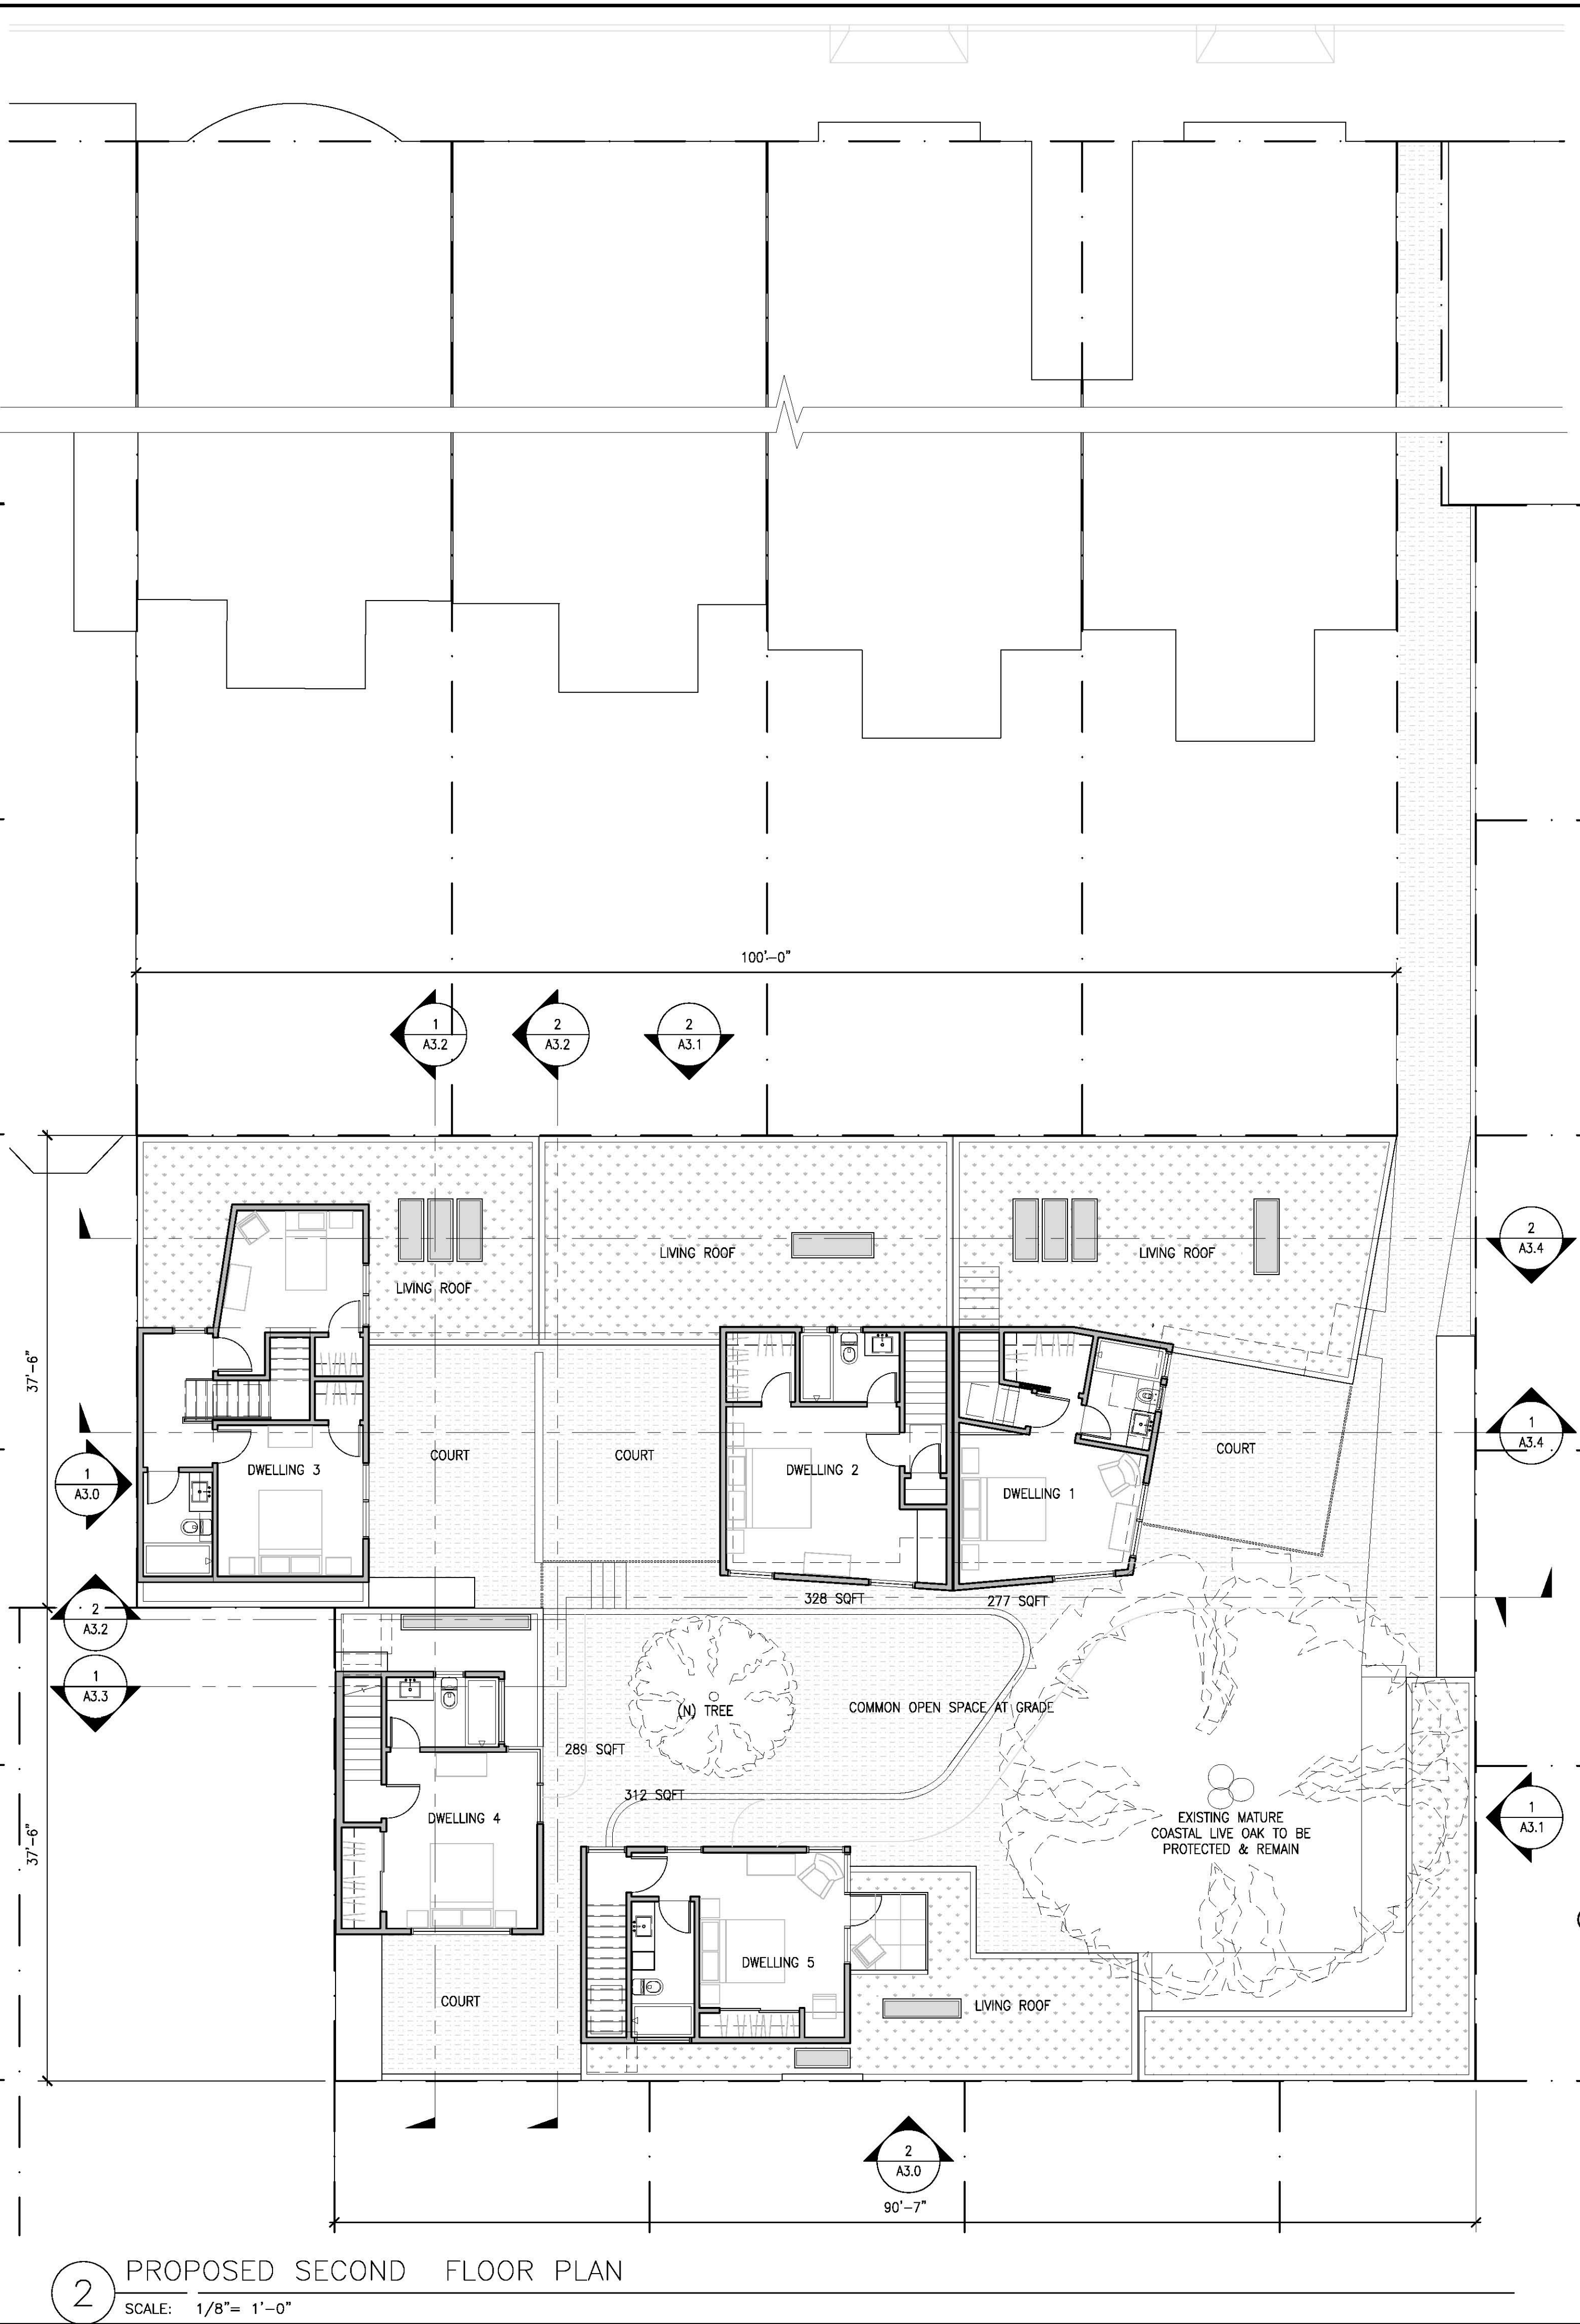 100'-0"
1
A3.2
2
A3.2
2
A3.1
LIVING ROOF
LIVING ROOF
LIVING ROOF
2
A3.4
37'-6"
1
A3.0
DWELLING 3
COURT
COURT
DWELLING 2
DWELLING 1
COURT
1
A3.4
328 SQFT
277 SQFT
2
A3.2
1
A3.3
(N) TREE
COMMON OPEN SPACE AT GRADE
289 SQFT
312 SQFT
DWELLING 4
EXISTING MATURE
COASTAL LIVE OAK TO BE
PROTECTED & REMAIN
1
A3.1
37'-6"
DWELLING 5
COURT
LIVING ROOF
2
A3.0
90'-7"
2
PROPOSED SECOND FLOOR PLAN
SCALE: 1/8"= 1'-0"